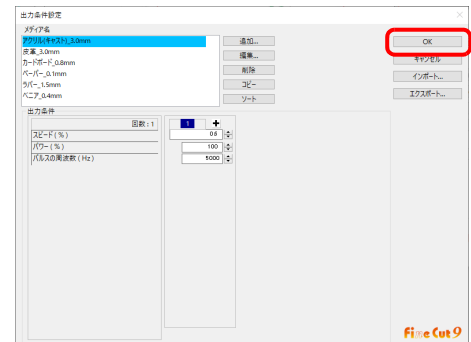 出力条件設定
メディア名
アクリル(キャスト)_3.0mm
皮革_3.0mm
カードボード_0.8mm
ペーパー_0.1mm
ラバー_1.5mm
ベニア_0.4mm
追加...
編集...
削除
コピー
ソート
OK
キャンセル
インポート...
エクスポート...
出力条件
回数 : 1
1 +
スピード ( % ) 0.6
パワー ( % ) 100
パルスの周波数 ( Hz ) 5000
Fine Cut 9